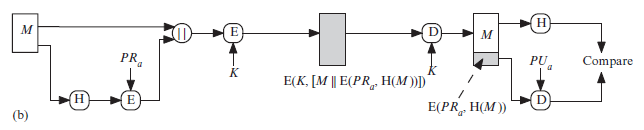 M
||
E
D
M
H
PRₐ
K
K
PUₐ
Compare
E(K, [M || E(PRₐ, H(M))])
H
E
E(PRₐ, H(M))
D
(b)